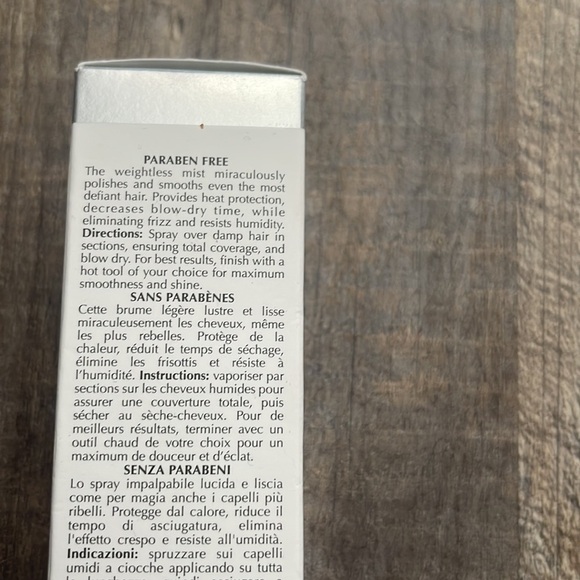 PARABEN FREE
The weightless mist miraculously
polishes and smooths even the most
defiant hair. Provides heat protection,
decreases blow-dry time, while
eliminating frizz and resists humidity.
Directions: Spray over damp hair in
sections, ensuring total coverage, and
blow dry. For best results, finish with a
hot tool of your choice for maximum
smoothness and shine.
SANS PARABÈNES
Cette brume légère lustre et lisse
miraculeusement les cheveux, même
les plus rebelles. Protège de la
chaleur, réduit le temps de séchage,
élimine les frisottis et résiste à
l’humidité. Instructions: vaporiser par
sections sur les cheveux humides pour
assurer une couverture totale, puis
sécher au sèche-cheveux. Pour de
meilleurs résultats, terminer avec un
outil chaud de votre choix pour un
maximum de douceur et d’éclat.
SENZA PARABENI
Lo spray impalpabile lucida e liscia
come per magia anche i capelli più
ribelli. Protegge dal calore, riduce il
tempo di asciugatura, elimina
l'effetto crespo e resiste all'umidità.
Indicazioni: spruzzare sui capelli
umidi a ciocche applicando su tutta